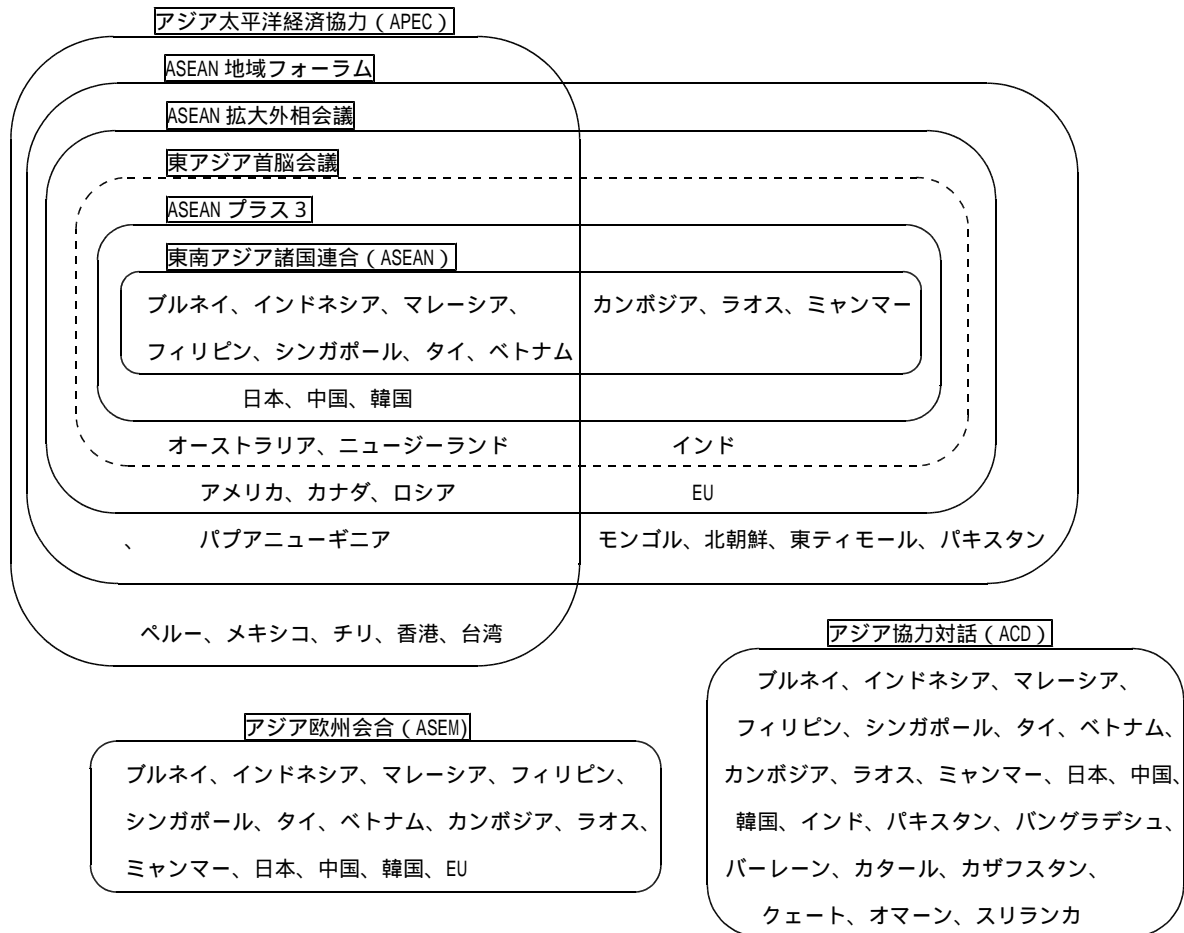 アジア太平洋経済協力（APEC）
ASEAN 地域フォーラム
ASEAN 拡大外相会議
東アジア首脳会議
ASEAN プラス３
東南アジア諸国連合（ASEAN）
ブルネイ、インドネシア、マレーシア、 カンボジア、ラオス、ミャンマー
フィリピン、シンガポール、タイ、ベトナム
日本、中国、韓国
オーストラリア、ニュージーランド インド
アメリカ、カナダ、ロシア EU
、 パプアニューギニア モンゴル、北朝鮮、東ティモール、パキスタン
ペルー、メキシコ、チリ、香港、台湾
アジア欧州会合（ASEM）
ブルネイ、インドネシア、マレーシア、フィリピン、
シンガポール、タイ、ベトナム、カンボジア、ラオス、
ミャンマー、日本、中国、韓国、EU
アジア協力対話（ACD）
ブルネイ、インドネシア、マレーシア、
フィリピン、シンガポール、タイ、ベトナム、
カンボジア、ラオス、ミャンマー、日本、中国、
韓国、インド、パキスタン、バングラデシュ、
バーレーン、カタール、カザフスタン、
クェート、オマーン、スリランカ